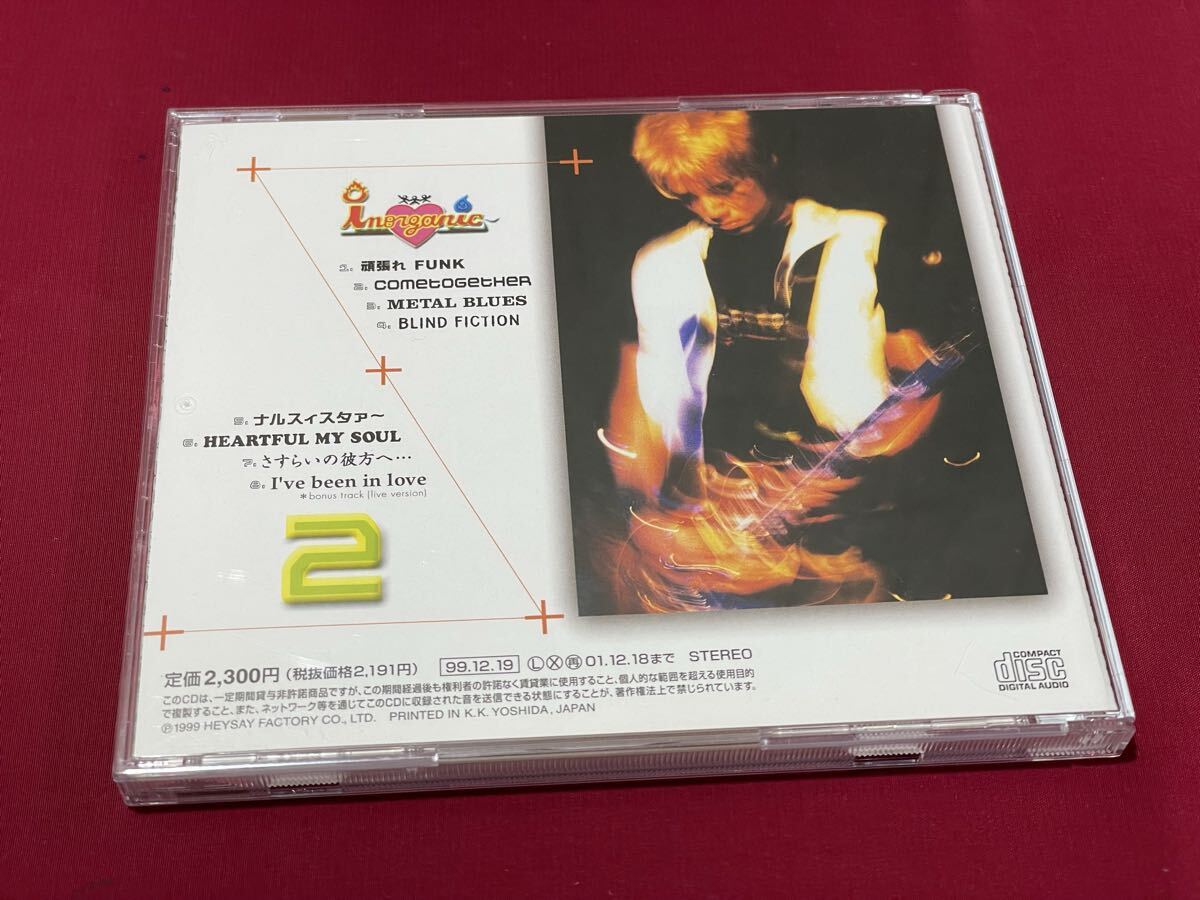 inorganic
1. 頑張れ FUNK
2. cometogether
3. METAL BLUES
4. BLIND FICTION
5. ナルスィスタァ〜
6. HEARTFUL MY SOUL
7. さすらいの彼方へ…
8. I've been in love
*bonus track (live version)
2
定価2,300円 (税抜価格2,191円) 99.12.19 Ⓛ Ⓧ ㊐01.12.18まで STEREO
このCDは、一定期間貸与非許諾商品ですが、この期間経過後も権利者の許諾なく賃貸業に使用すること、個人的な範囲を超える使用目的
で複製すること、また、ネットワーク等を通じてこのCDに収録された音を送信できる状態にすることが、著作権法上で禁じられています。
Ⓟ1999 HEYSAY FACTORY CO., LTD. PRINTED IN K.K. YOSHIDA, JAPAN
COMPACT
disc
DIGITAL AUDIO